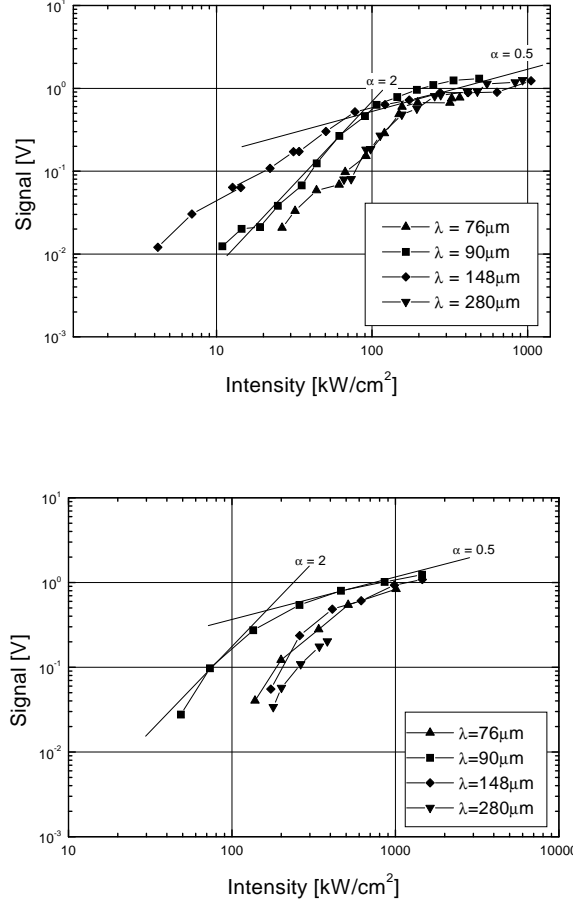 10¹
10⁰
10⁻¹
10⁻²
10⁻³
Signal [V]
α = 0.5
α = 2
λ = 76µm
λ = 90µm
λ = 148µm
λ = 280µm
10 100 1000
Intensity [kW/cm²]
10¹
10⁰
10⁻¹
10⁻²
10⁻³
Signal [V]
α = 0.5
α = 2
λ=76µm
λ=90µm
λ=148µm
λ=280µm
10 100 1000 10000
Intensity [kW/cm²]